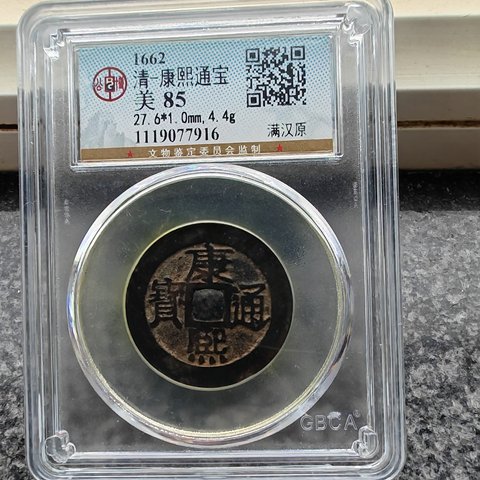 1662
清 康熙通宝
美 85
27.6*1.0mm, 4.4g
1119077916
满汉原
★ 文物鉴定委员会监制 ★
康熙通寶
GBCA®